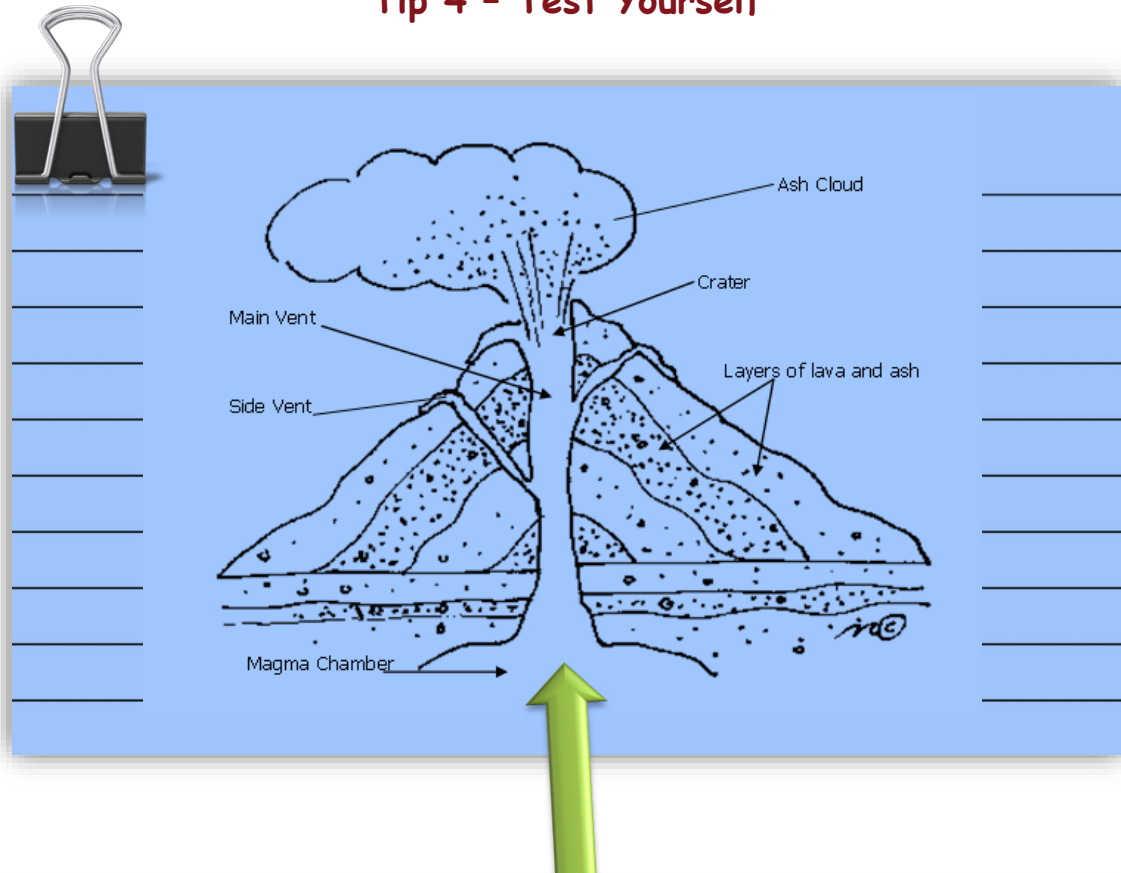 Tip 4 - Test Yourself
Ash Cloud
Crater
Main Vent
Layers of lava and ash
Side Vent
Magma Chamber